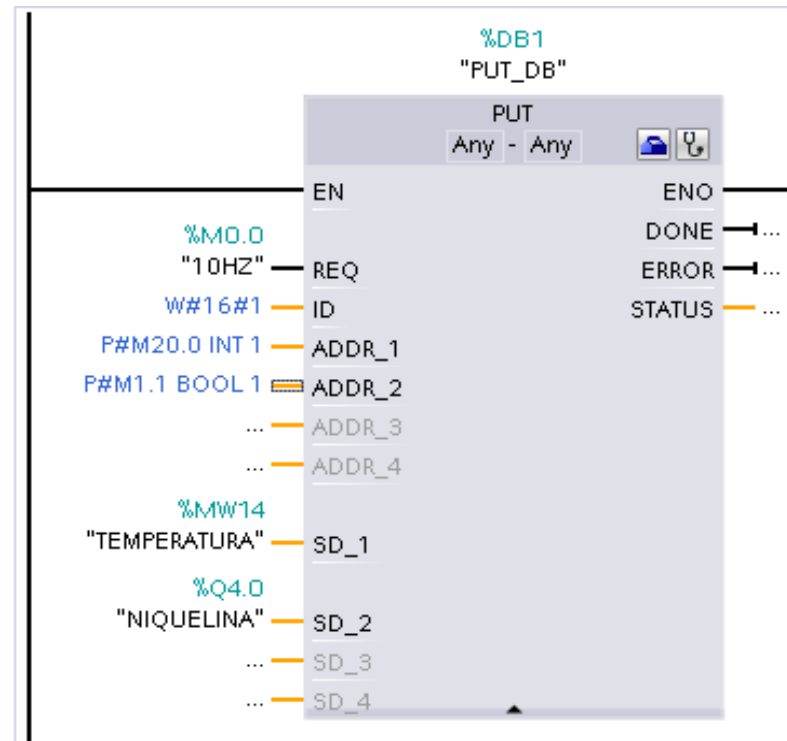 %DB1
"PUT_DB"
PUT
Any - Any
EN ENO
%M0.0 DONE ...
"10HZ" REQ ERROR ...
W#16#1 ID STATUS ...
P#M20.0 INT 1 ADDR_1
P#M1.1 BOOL 1 ADDR_2
... ADDR_3
... ADDR_4
%MW14
"TEMPERATURA" SD_1
%Q4.0
"NIQUELINA" SD_2
... SD_3
... SD_4